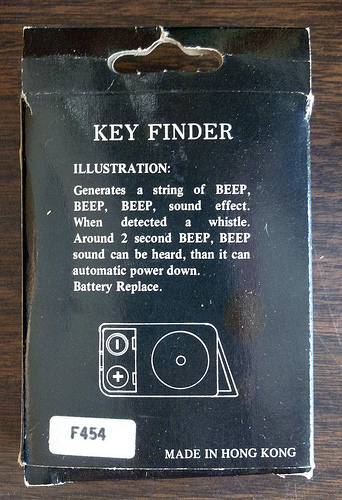 KEY FINDER
ILLUSTRATION:
Generates a string of BEEP,
BEEP, BEEP, sound effect.
When detected a whistle.
Around 2 second BEEP, BEEP
sound can be heard, than it can
automatic power down.
Battery Replace.
F454
MADE IN HONG KONG